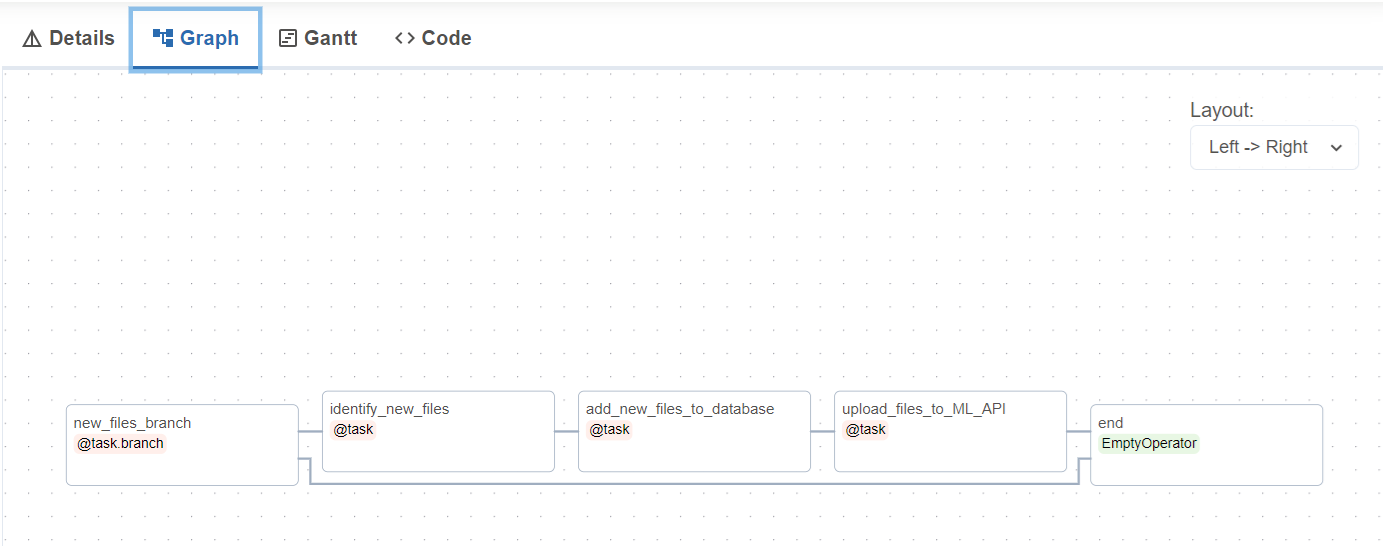 Details Graph Gantt Code
Layout:
Left -> Right
new_files_branch
@task.branch
identify_new_files
@task
add_new_files_to_database
@task
upload_files_to_ML_API
@task
end
EmptyOperator